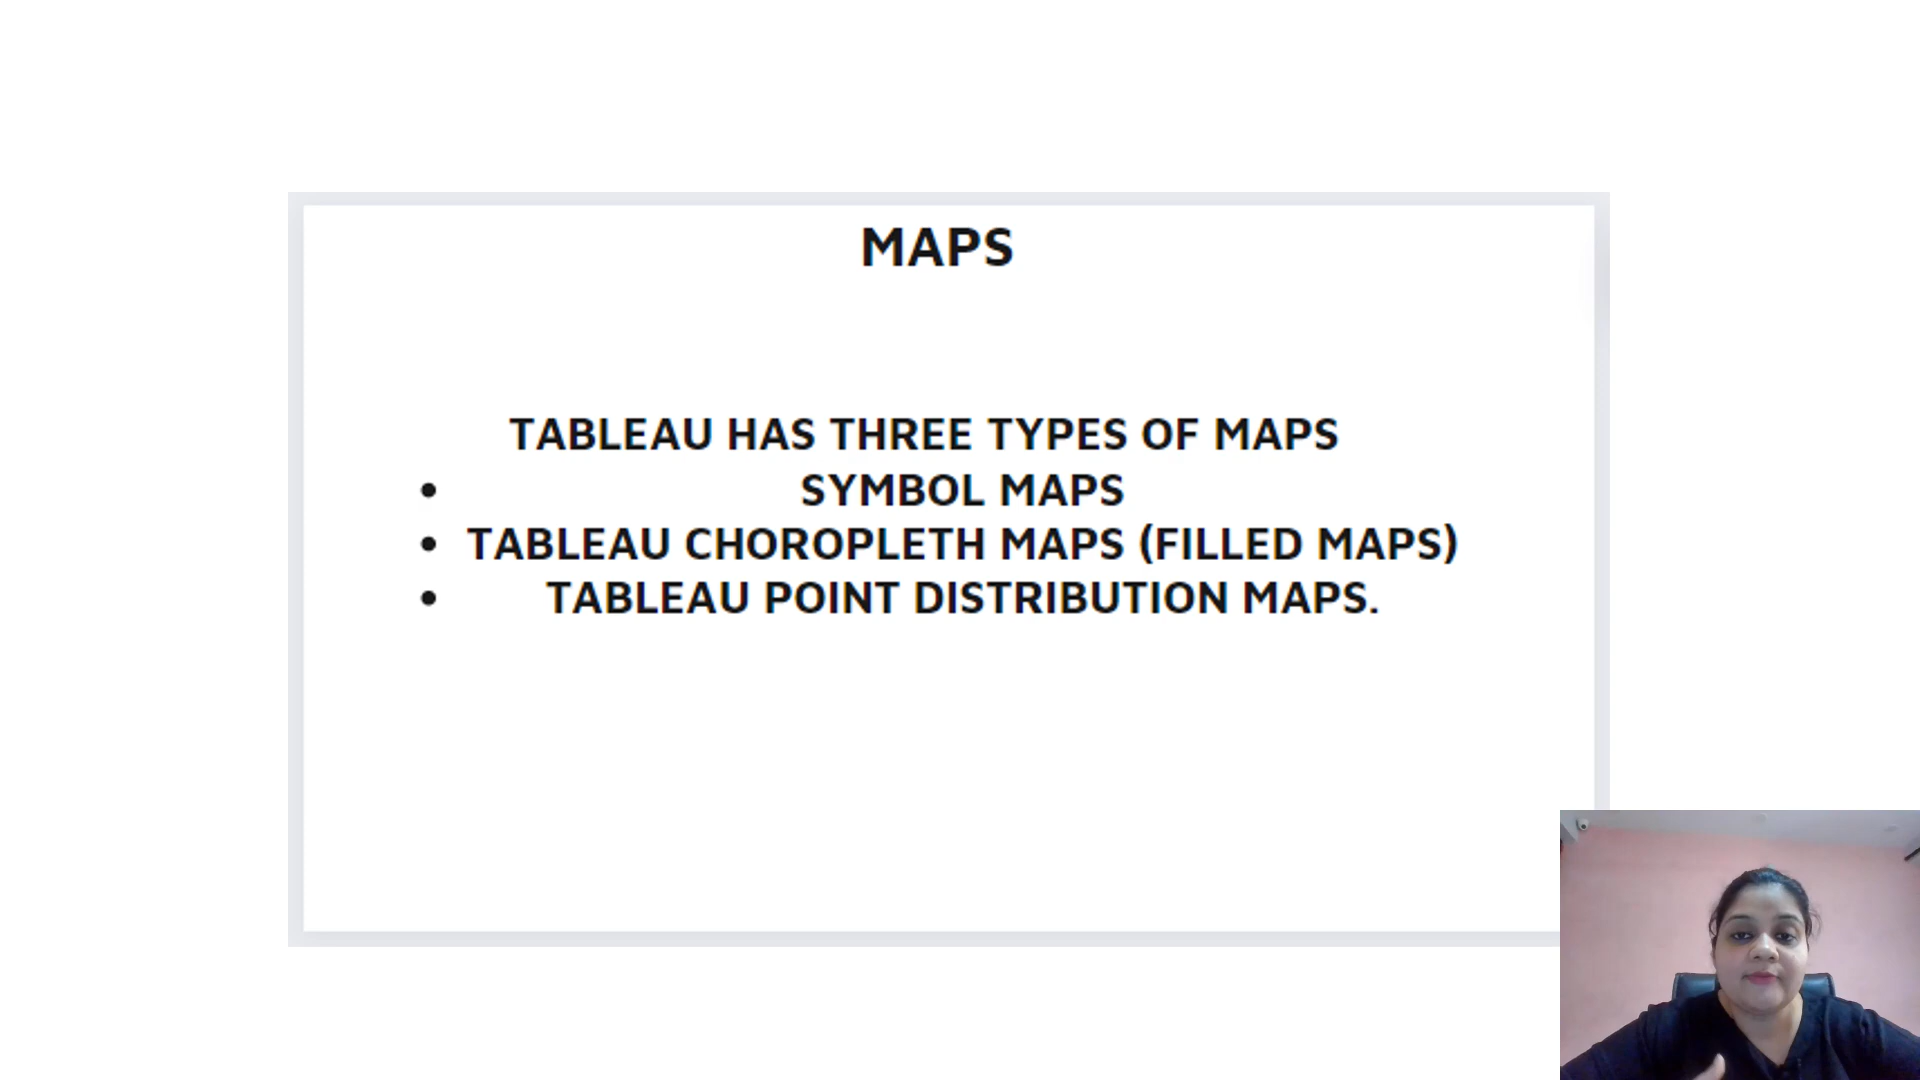 MAPS
TABLEAU HAS THREE TYPES OF MAPS
• SYMBOL MAPS
• TABLEAU CHOROPLETH MAPS (FILLED MAPS)
• TABLEAU POINT DISTRIBUTION MAPS.